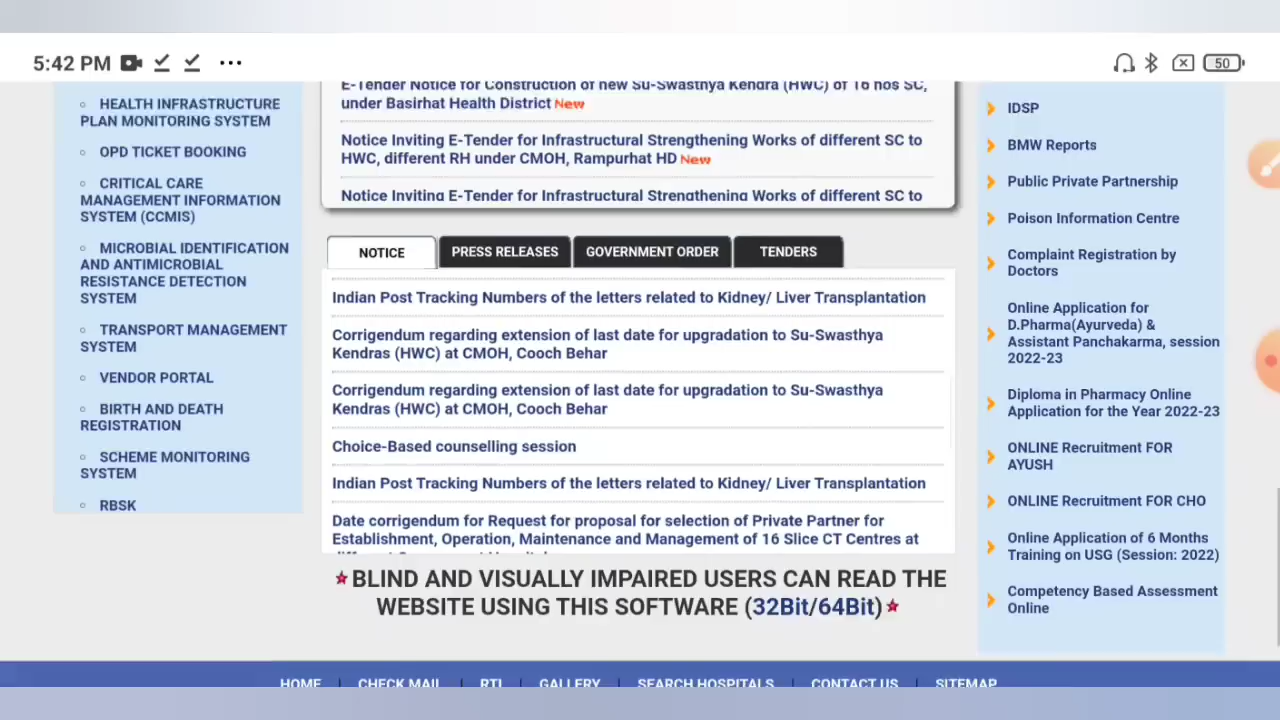 5:42 PM
50
HEALTH INFRASTRUCTURE
PLAN MONITORING SYSTEM
OPD TICKET BOOKING
CRITICAL CARE
MANAGEMENT INFORMATION
SYSTEM (CCMIS)
MICROBIAL IDENTIFICATION
AND ANTIMICROBIAL
RESISTANCE DETECTION
SYSTEM
TRANSPORT MANAGEMENT
SYSTEM
VENDOR PORTAL
BIRTH AND DEATH
REGISTRATION
SCHEME MONITORING
SYSTEM
RBSK
E-Tender Notice for Construction of new Su-Swasthya Kendra (HWC) of 16 nos SC,
under Basirhat Health District New
Notice Inviting E-Tender for Infrastructural Strengthening Works of different SC to
HWC, different RH under CMOH, Rampurhat HD New
Notice Inviting E-Tender for Infrastructural Strengthening Works of different SC to
NOTICE
PRESS RELEASES
GOVERNMENT ORDER
TENDERS
Indian Post Tracking Numbers of the letters related to Kidney/ Liver Transplantation
Corrigendum regarding extension of last date for upgradation to Su-Swasthya
Kendras (HWC) at CMOH, Cooch Behar
Corrigendum regarding extension of last date for upgradation to Su-Swasthya
Kendras (HWC) at CMOH, Cooch Behar
Choice-Based counselling session
Indian Post Tracking Numbers of the letters related to Kidney/ Liver Transplantation
Date corrigendum for Request for proposal for selection of Private Partner for
Establishment, Operation, Maintenance and Management of 16 Slice CT Centres at
BLIND AND VISUALLY IMPAIRED USERS CAN READ THE
WEBSITE USING THIS SOFTWARE (32Bit/64Bit)
IDSP
BMW Reports
Public Private Partnership
Poison Information Centre
Complaint Registration by
Doctors
Online Application for
D.Pharma(Ayurveda) &
Assistant Panchakarma, session
2022-23
Diploma in Pharmacy Online
Application for the Year 2022-23
ONLINE Recruitment FOR
AYUSH
ONLINE Recruitment FOR CHO
Online Application of 6 Months
Training on USG (Session: 2022)
Competency Based Assessment
Online
HOME | CHECK MAIL | RTI | GALLERY | SEARCH HOSPITALS | CONTACT US | SITEMAP